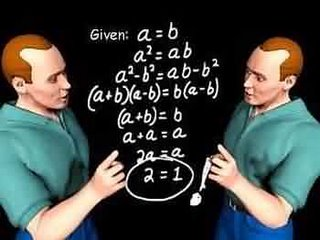 Given: a = b
a² = ab
a²-b² = ab-b²
(a+b)(a-b) = b(a-b)
(a+b) = b
a+a = a
2a = a
2 = 1
!